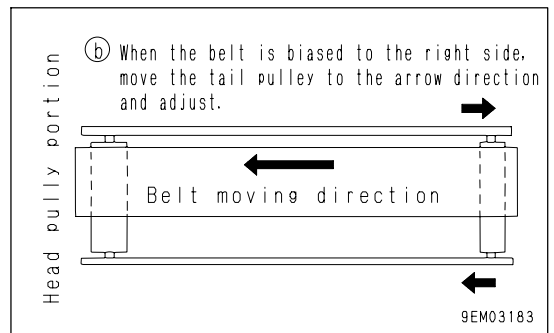 ⓑ When the belt is biased to the right side,
move the tail pulley to the arrow direction
and adjust.
Head pully portion
Belt moving direction
9EM03183